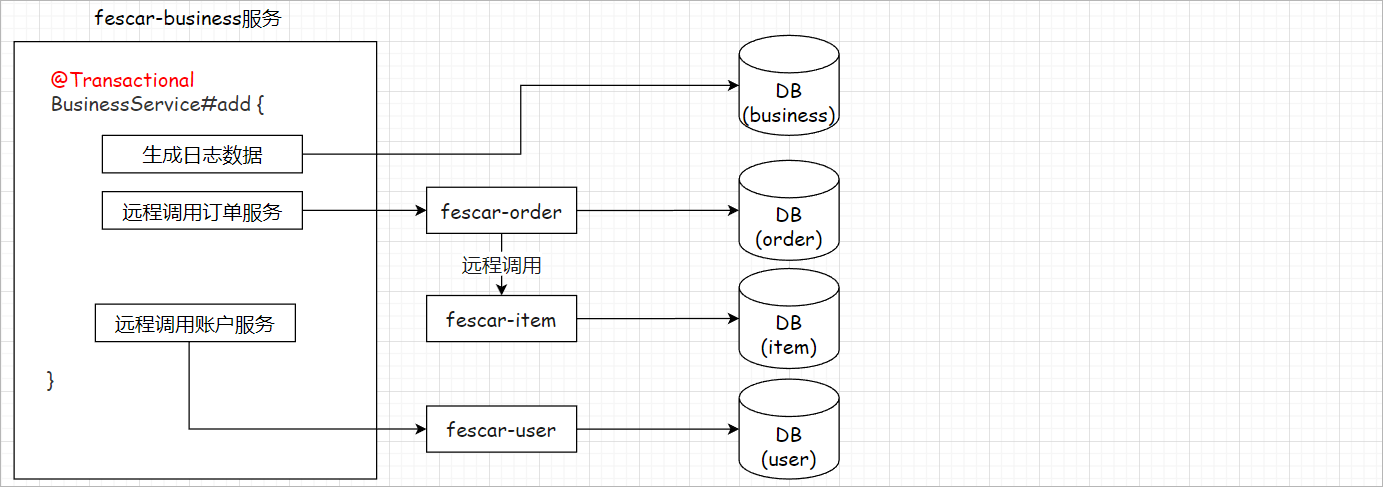 fescar-business服务
@Transactional
BusinessService#add {
生成日志数据
DB
(business)
远程调用订单服务
fescar-order
DB
(order)
远程调用
远程调用账户服务
fescar-item
DB
(item)
}
fescar-user
DB
(user)